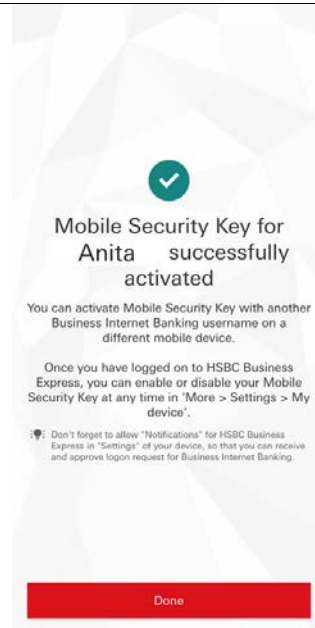 Mobile Security Key for
Anita successfully
activated
You can activate Mobile Security Key with another
Business Internet Banking username on a
different mobile device.
Once you have logged on to HSBC Business
Express, you can enable or disable your Mobile
Security Key at any time in 'More > Settings > My
device'.
Don't forget to allow "Notifications" for HSBC Business
Express in "Settings" of your device, so that you can receive
and approve logon request for Business Internet Banking.
Done